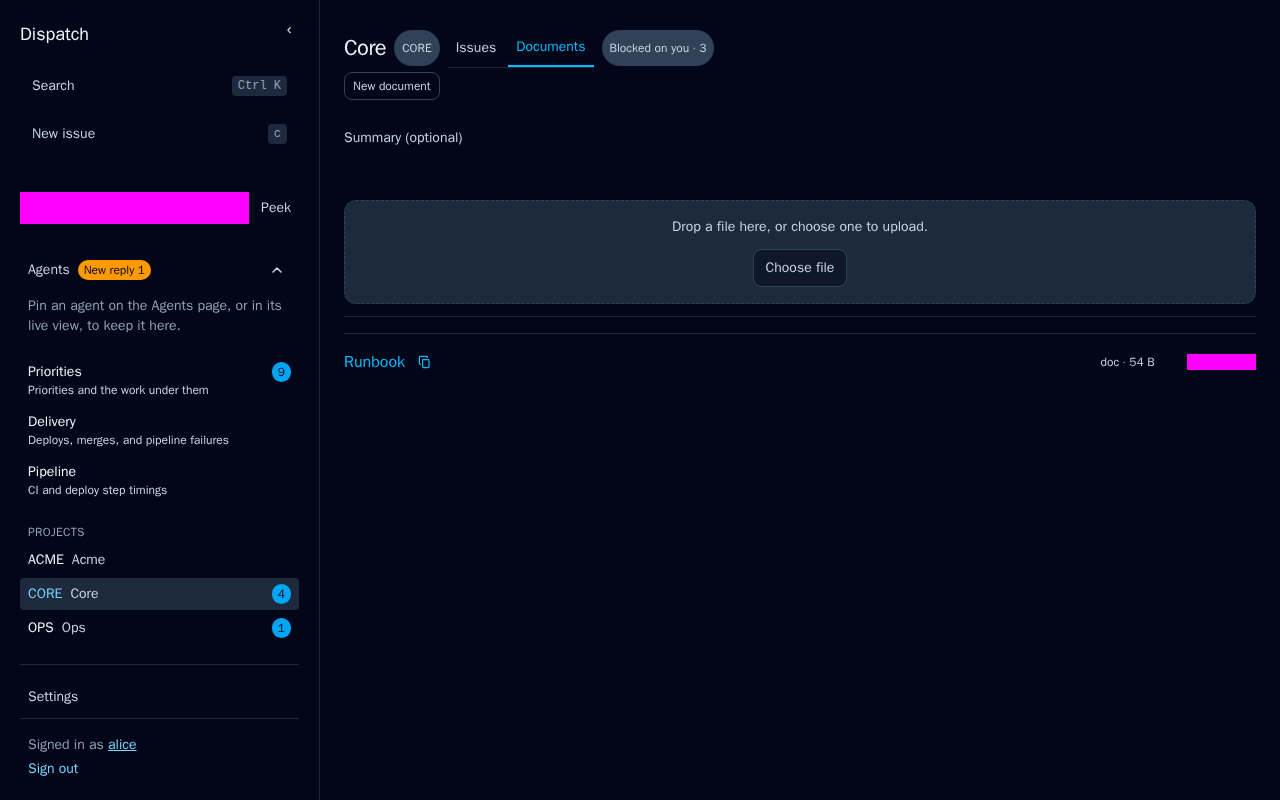 Dispatch
‹
Search
Ctrl K
New issue
C
Peek
Agents
New reply 1
Pin an agent on the Agents page, or in its
live view, to keep it here.
Priorities
9
Priorities and the work under them
Delivery
Deploys, merges, and pipeline failures
Pipeline
CI and deploy step timings
PROJECTS
ACME Acme
CORE Core
4
OPS Ops
1
Settings
Signed in as alice
Sign out
Core
CORE
Issues
Documents
Blocked on you · 3
New document
Summary (optional)
Drop a file here, or choose one to upload.
Choose file
Runbook
doc · 54 B